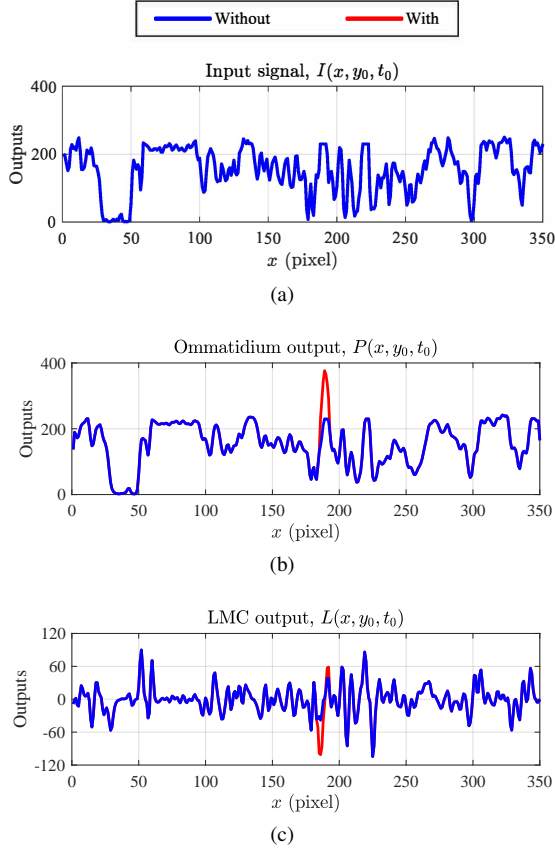 Without With
Input signal, I(x, y₀, t₀)
400
200
0
Outputs
0 50 100 150 200 250 300 350
x (pixel)
(a)
Ommatidium output, P(x, y₀, t₀)
400
200
0
Outputs
0 50 100 150 200 250 300 350
x (pixel)
(b)
LMC output, L(x, y₀, t₀)
120
60
0
-60
-120
Outputs
0 50 100 150 200 250 300 350
x (pixel)
(c)